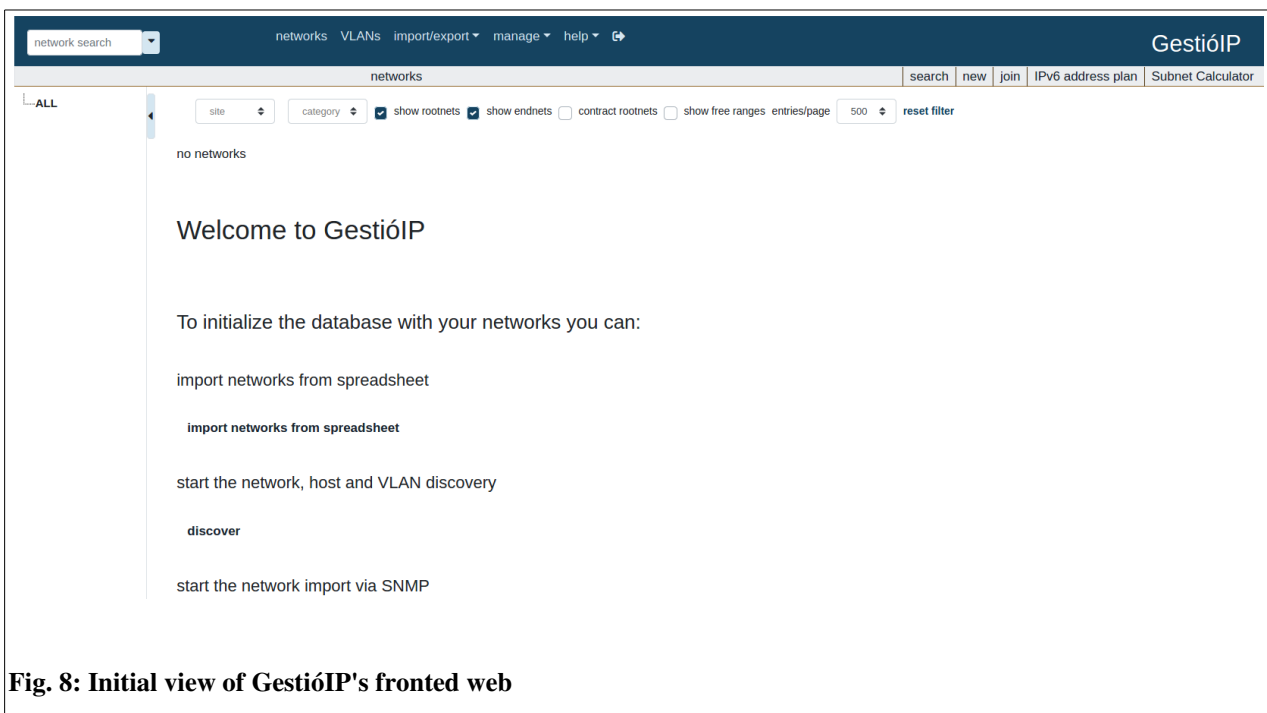 network search
networks VLANs import/export manage help
GestióIP
networks
search new join IPv6 address plan Subnet Calculator
ALL
site category show rootnets show endnets contract rootnets show free ranges entries/page 500 reset filter
no networks
Welcome to GestióIP
To initialize the database with your networks you can:
import networks from spreadsheet
import networks from spreadsheet
start the network, host and VLAN discovery
discover
start the network import via SNMP
Fig. 8: Initial view of GestióIP's fronted web